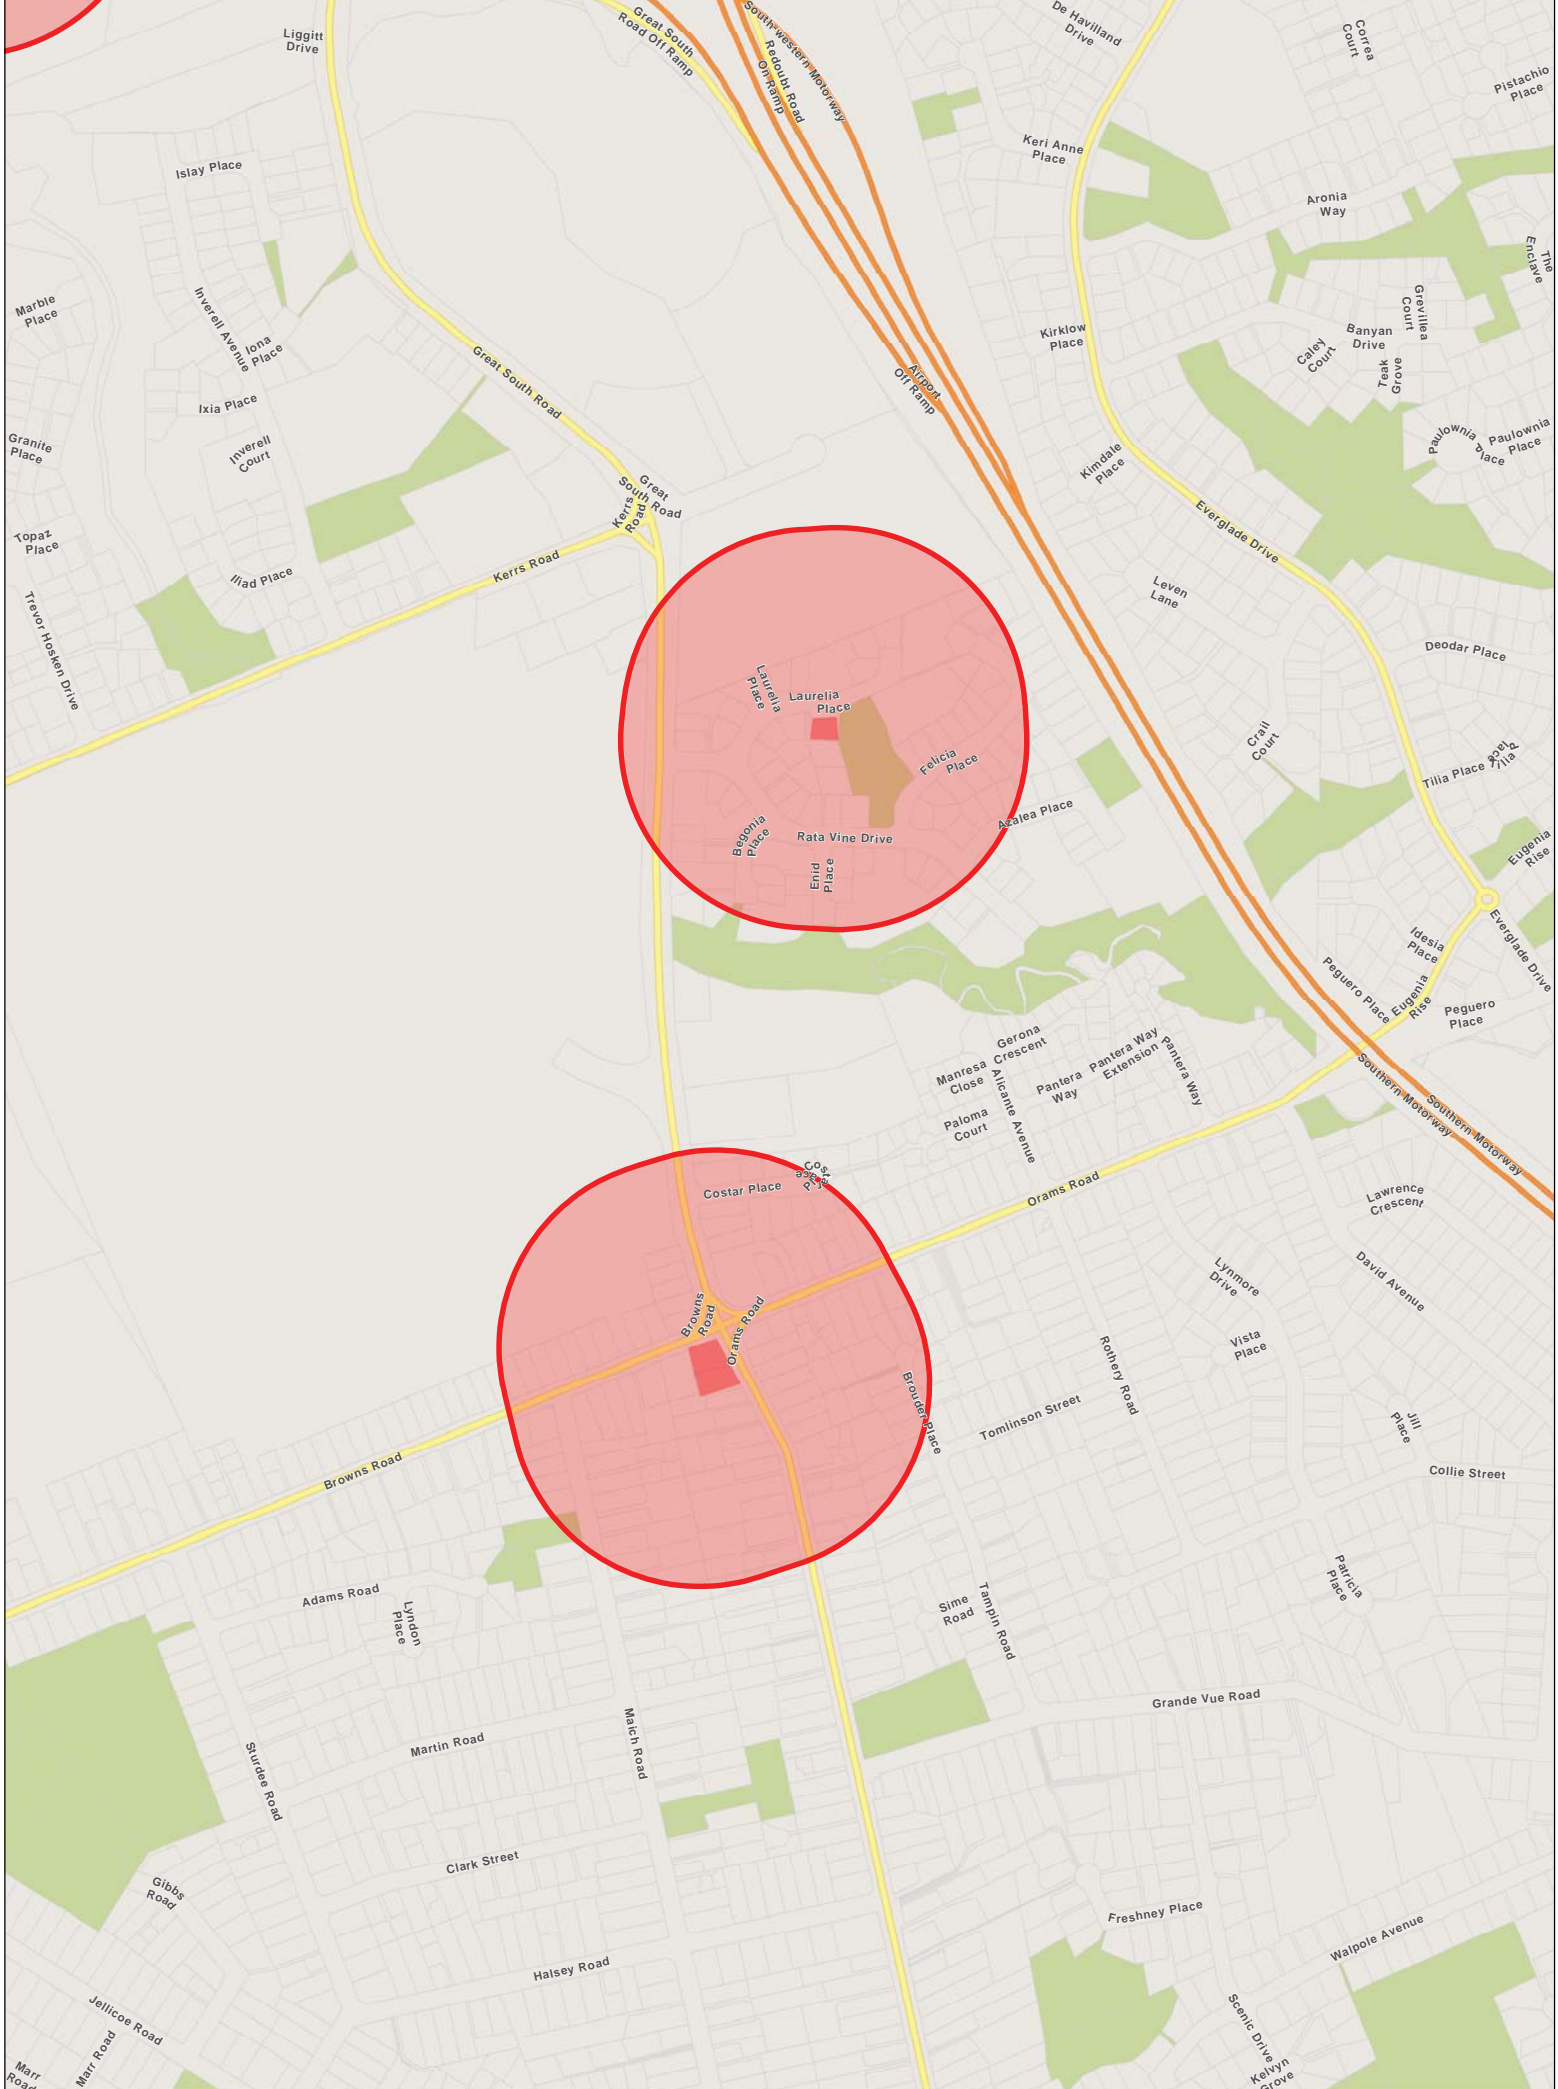 Liggitt
Drive
Great South
Road Off Ramp
South-western Motorway
Redoubt Road
On Ramp
De Havilland
Drive
Correa
Court
Pistachio
Place
Keri Anne
Place
Islay Place
Aronia
Way
The
Enclave
Marble
Place
Inverell Avenue
Iona
Place
Kirklow
Place
Grevillea
Court
Banyan
Drive
Caley
Court
Teak
Grove
Great South Road
Airport
Off Ramp
Ixia Place
Granite
Place
Inverell
Court
Paulownia
Place
Paulownia
Place
Kimdale
Place
Great
South Road
Kerrs
Road
Everglade Drive
Topaz
Place
Kerrs Road
Iliad Place
Leven
Lane
Trevor Hosken Drive
Deodar Place
Laurelia
Place
Laurelia
Place
Crail
Court
Felicia
Place
Tilia Place
Tilia
Place
Azalea Place
Begonia
Place
Rata Vine Drive
Enid
Place
Eugenia
Rise
Idesia
Place
Everglade Drive
Peguero Place
Eugenia
Rise
Peguero
Place
Gerona
Crescent
Manresa
Close
Alicante Avenue
Pantera
Way
Pantera Way
Extension
Pantera Way
Paloma
Court
Southern Motorway
Southern Motorway
Costar Place
Costar
Place
Orams Road
Lawrence
Crescent
Lynmore
Drive
David Avenue
Browns
Road
Orams Road
Vista
Place
Rothery Road
Brouder Place
Tomlinson Street
Jill
Place
Browns Road
Collie Street
Adams Road
Lyndon
Place
Sime
Road
Tampin Road
Patricia
Place
Grande Vue Road
Maich Road
Martin Road
Sturdee Road
Clark Street
Gibbs
Road
Freshney Place
Walpole Avenue
Halsey Road
Jellicoe Road
Marr Road
Marr
Road
Scenic Drive
Kelvyn
Grove